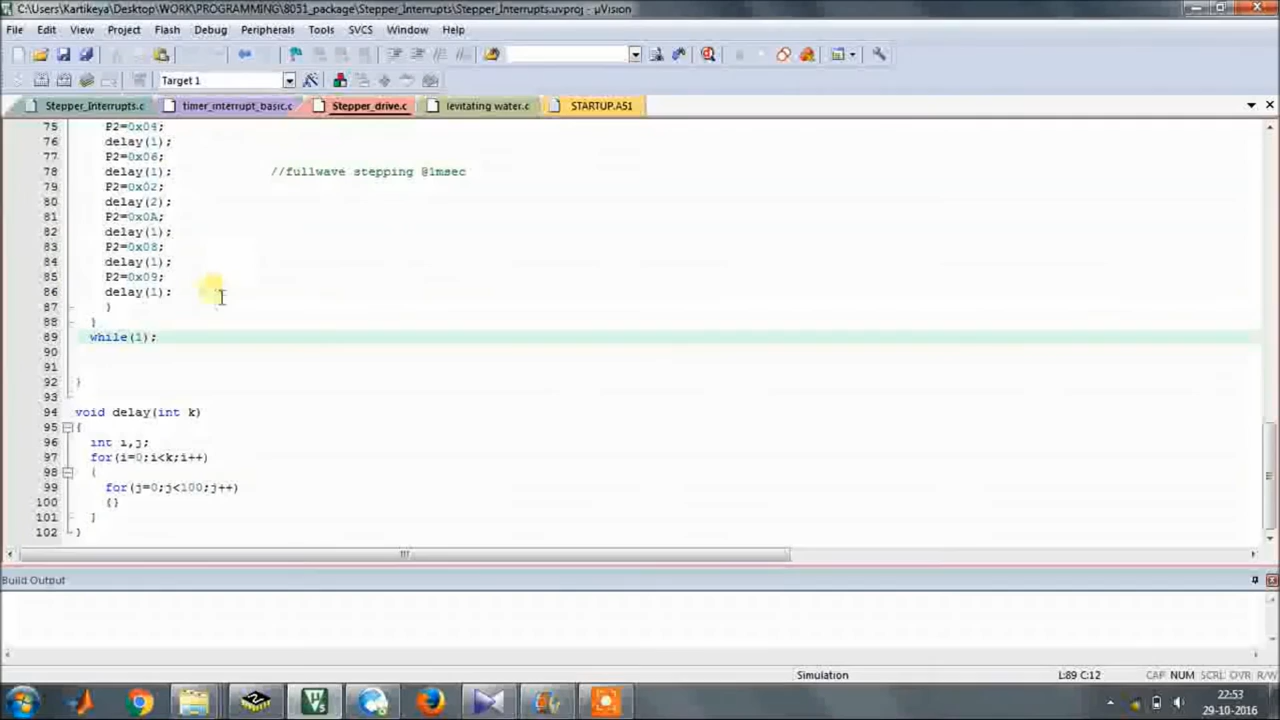 C:\Users\Kartikeya\Desktop\WORK\PROGRAMMING\8051_package\Stepper_Interrupts\Stepper_Interrupts.uvproj - µVision
File Edit View Project Flash Debug Peripherals Tools SVCS Window Help
Target 1
Stepper_Interrupts.c timer_interrupt_basic.c Stepper_drive.c levitating water.c STARTUP.A51
75 P2=0x04;
76 delay(1);
77 P2=0x06;
78 delay(1); //fullwave stepping @1msec
79 P2=0x02;
80 delay(2);
81 P2=0x0A;
82 delay(1);
83 P2=0x08;
84 delay(1);
85 P2=0x09;
86 delay(1);
87 }
88 }
89 while(1);
90
91
92 }
93
94 void delay(int k)
95 {
96 int i,j;
97 for(i=0;i<k;i++)
98 {
99 for(j=0;j<100;j++)
100 {}
101 }
102 }
Build Output
Simulation L:89 C:12 CAP NUM SCRL OVR R/W
22:53
29-10-2016